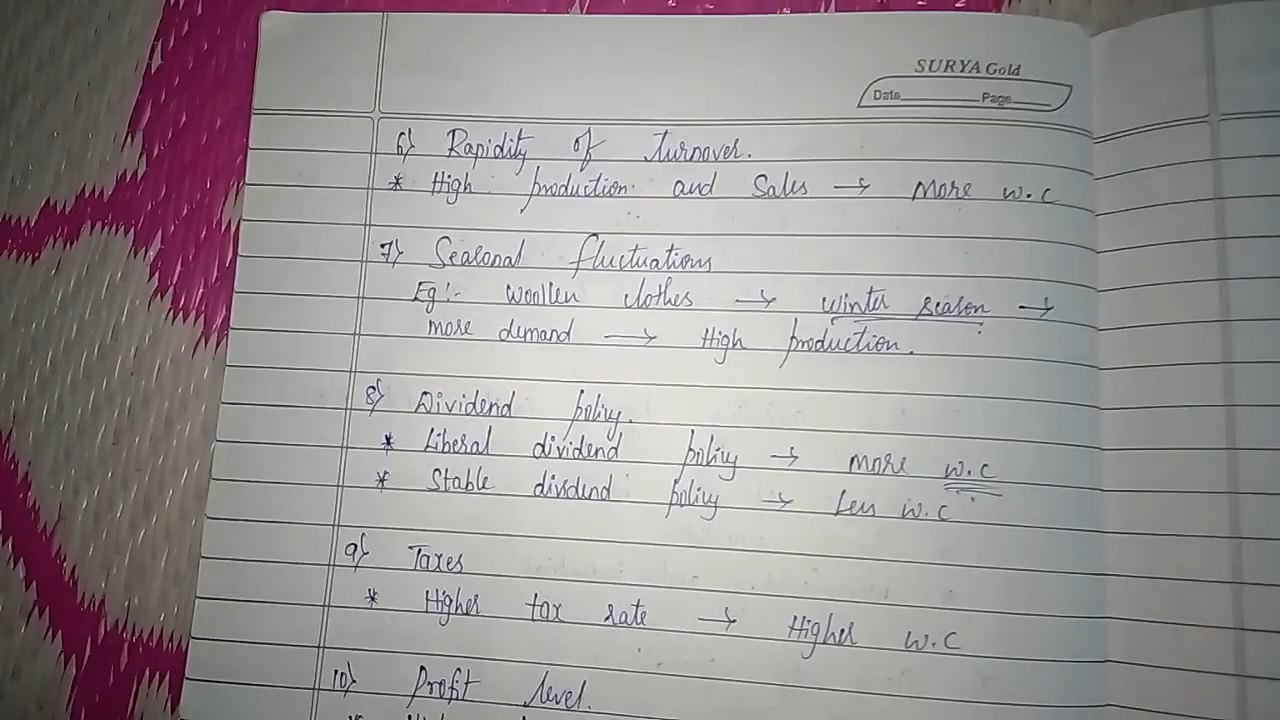 SURYA Gold
Date Page
6) Rapidity of turnover.
* High production and Sales → More w.c
7) Seasonal fluctuations
Eg:- woollen clothes → winter season →
more demand → High production.
8) Dividend policy.
* Liberal dividend policy → more w.c
* Stable dividend policy → Less w.c
9) Taxes
* Higher tax rate → Higher w.c
10) Profit level.